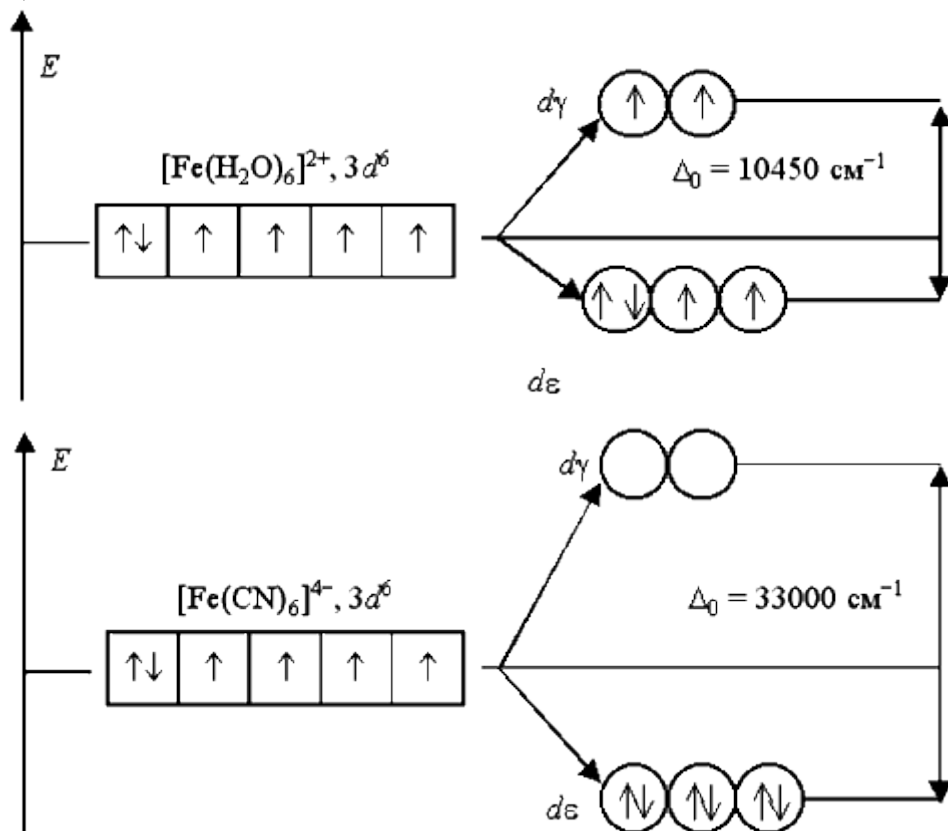 E
dγ
[Fe(H₂O)₆]²⁺, 3d⁶
Δ₀ = 10450 см⁻¹
↑↓ ↑ ↑ ↑ ↑
↑ ↑
↑ ↓ ↑ ↑
dε
E
dγ
[Fe(CN)₆]⁴⁻, 3d⁶
Δ₀ = 33000 см⁻¹
↑↓ ↑ ↑ ↑ ↑
dε
↑↓ ↑↓ ↑↓